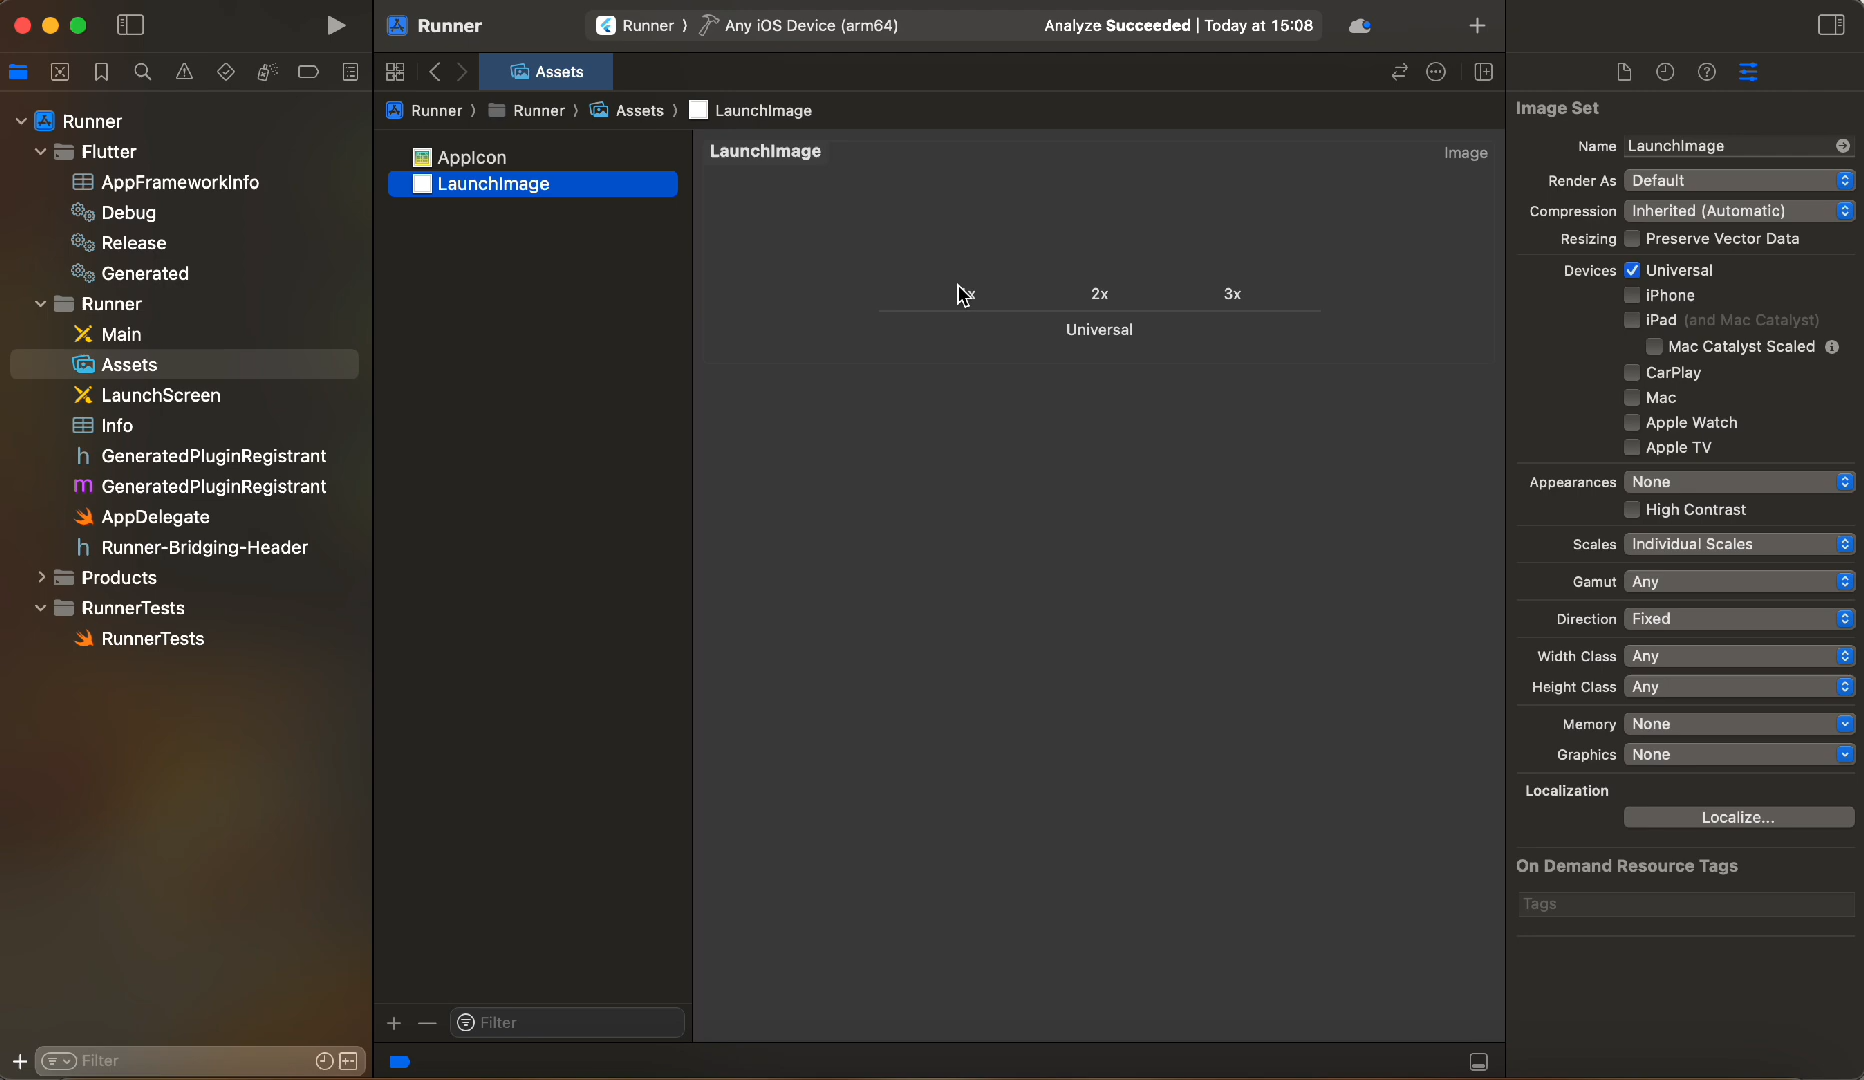 Runner
Runner
Runner 〉 Any iOS Device (arm64)
Analyze Succeeded | Today at 15:08
Assets
Runner 〉 Runner 〉 Assets 〉 LaunchImage
Runner
Flutter
AppFrameworkInfo
Debug
Release
Generated
Runner
Main
Assets
LaunchScreen
Info
h GeneratedPluginRegistrant
m GeneratedPluginRegistrant
AppDelegate
h Runner-Bridging-Header
Products
RunnerTests
RunnerTests
Filter
AppIcon
LaunchImage
Filter
LaunchImage
Image
x 2x 3x
Universal
Image Set
Name LaunchImage
Render As Default
Compression Inherited (Automatic)
Resizing Preserve Vector Data
Devices Universal
iPhone
iPad (and Mac Catalyst)
Mac Catalyst Scaled
CarPlay
Mac
Apple Watch
Apple TV
Appearances None
High Contrast
Scales Individual Scales
Gamut Any
Direction Fixed
Width Class Any
Height Class Any
Memory None
Graphics None
Localization
Localize...
On Demand Resource Tags
Tags